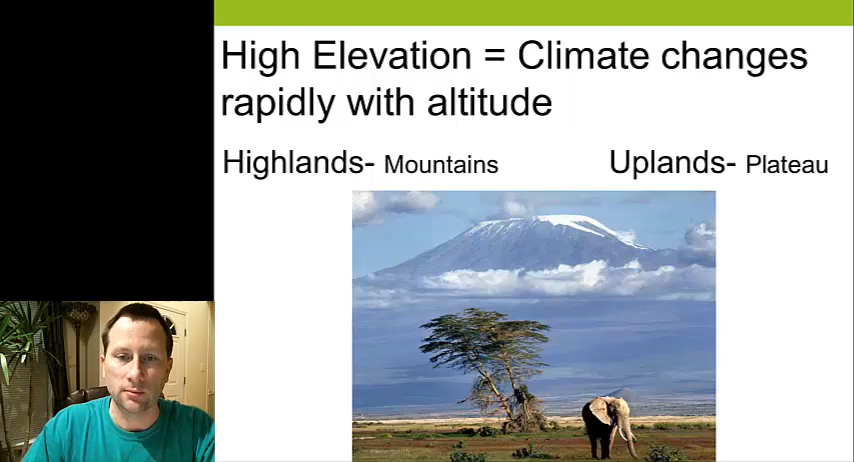 High Elevation = Climate changes
rapidly with altitude
Highlands- Mountains
Uplands- Plateau